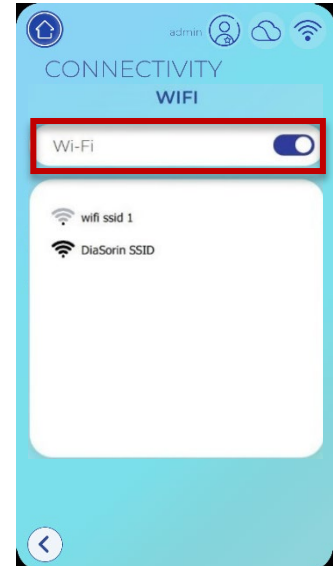 admin
CONNECTIVITY
WIFI
Wi-Fi
wifi ssid 1
DiaSorin SSID